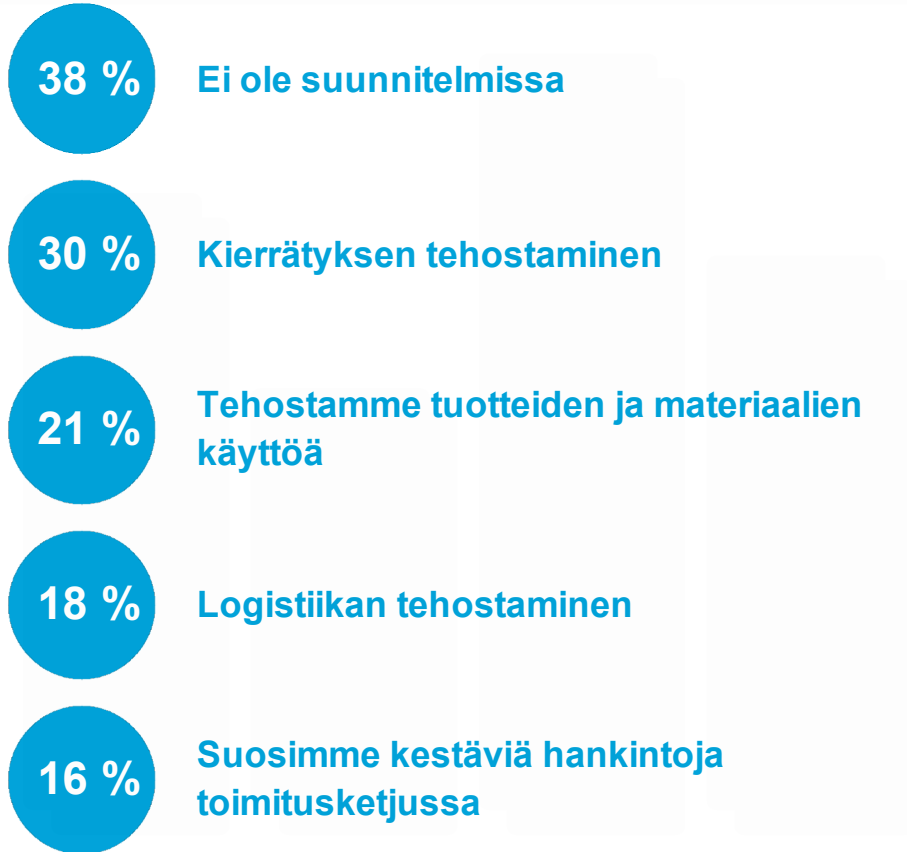 38 %
Ei ole suunnitelmissa
30 %
Kierrätyksen tehostaminen
21 %
Tehostamme tuotteiden ja materiaalien
käyttöä
18 %
Logistiikan tehostaminen
16 %
Suosimme kestäviä hankintoja
toimitusketjussa